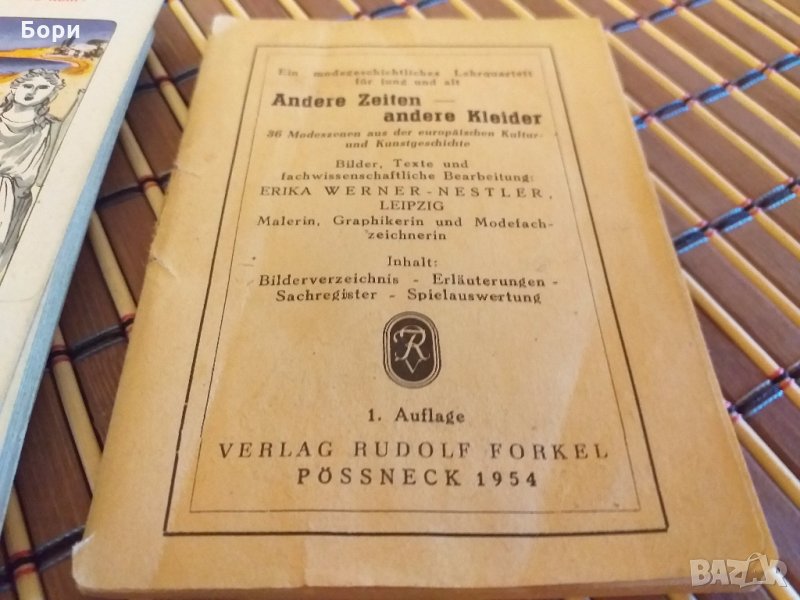 Бори
Ein modegeschichtliches Lehrquartett
für jung und alt
Andere Zeiten —
andere Kleider
36 Modeszenen aus der europäischen Kultur-
und Kunstgeschichte
Bilder, Texte und
fachwissenschaftliche Bearbeitung:
ERIKA WERNER-NESTLER,
LEIPZIG
Malerin, Graphikerin und Modefach-
zeichnerin
Inhalt:
Bilderverzeichnis - Erläuterungen -
Sachregister - Spielauswertung
1. Auflage
VERLAG RUDOLF FORKEL
PÖSSNECK 1954
BAZAR